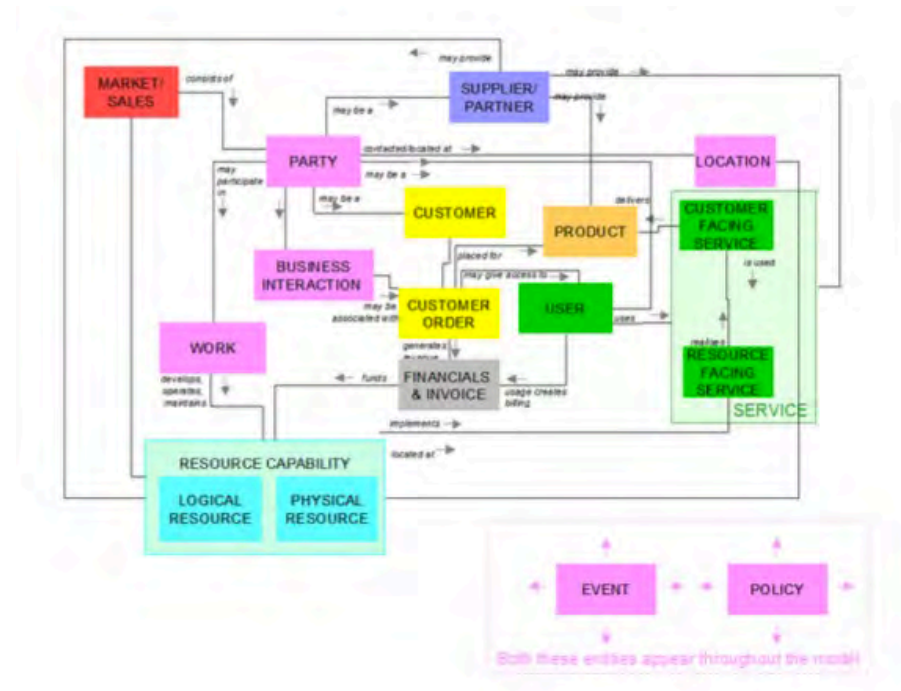 may provide
MARKET/
SALES
consists of
SUPPLIER/
PARTNER
may provide
may provide
may be a
PARTY
contacted/located at
LOCATION
may
participate
in
may be a
may be a
CUSTOMER
delivers
PRODUCT
CUSTOMER
FACING
SERVICE
BUSINESS
INTERACTION
placed for
is used
may give access to
may be
associated with
CUSTOMER
ORDER
USER
uses
WORK
generates
realises
RESOURCE
FACING
SERVICE
develops,
operates,
maintains
funds
FINANCIALS
& INVOICE
usage creates
billing
SERVICE
implements
located at
RESOURCE CAPABILITY
LOGICAL
RESOURCE
PHYSICAL
RESOURCE
EVENT
POLICY
Both these entities appear throughout the model